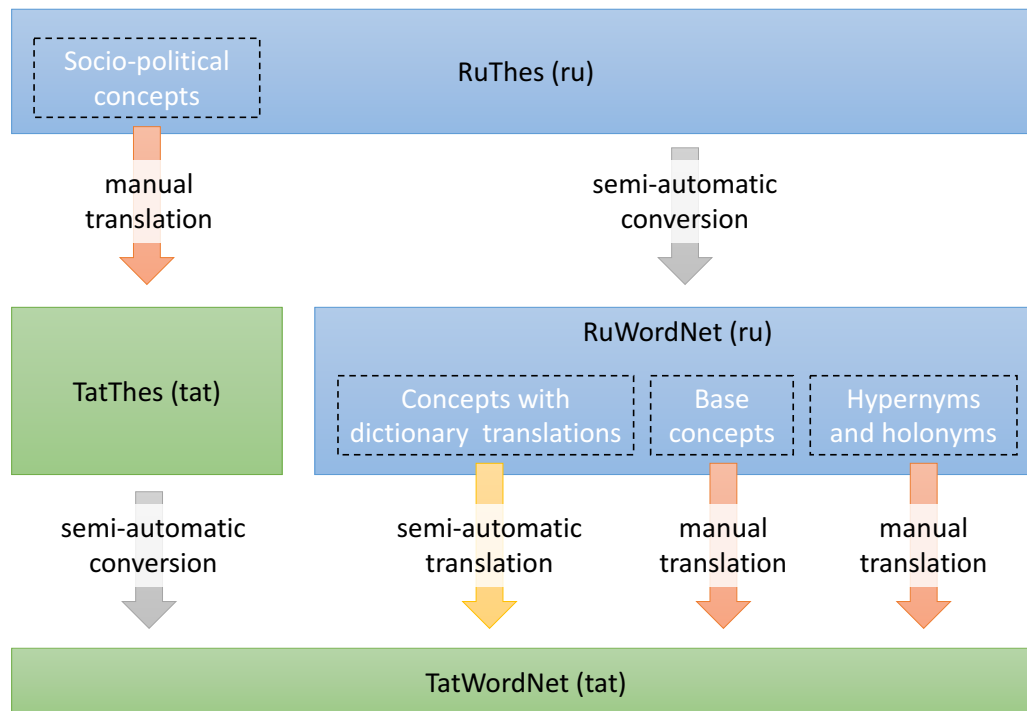 Socio-political
concepts
RuThes (ru)
manual
translation
semi-automatic
conversion
TatThes (tat)
RuWordNet (ru)
Concepts with
dictionary translations
Base
concepts
Hypernyms
and holonyms
semi-automatic
conversion
semi-automatic
translation
manual
translation
manual
translation
TatWordNet (tat)